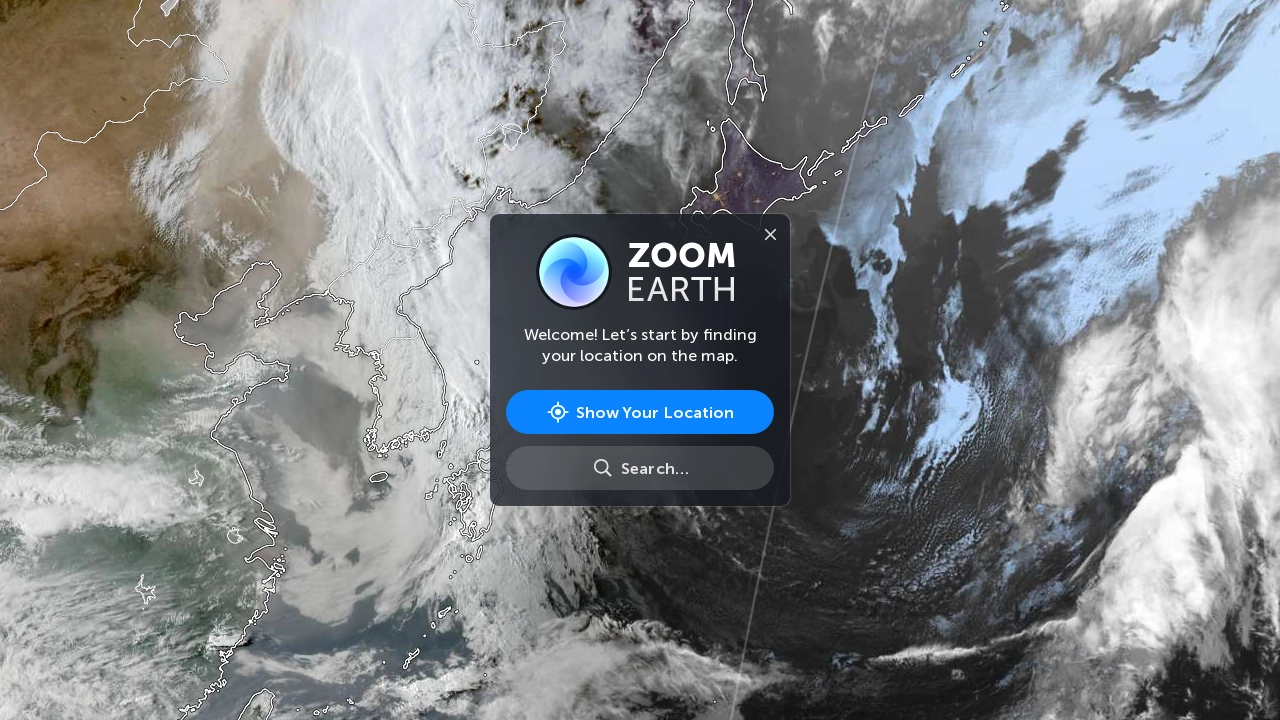 ZOOM
EARTH
Welcome! Let's start by finding
your location on the map.
Show Your Location
Search...